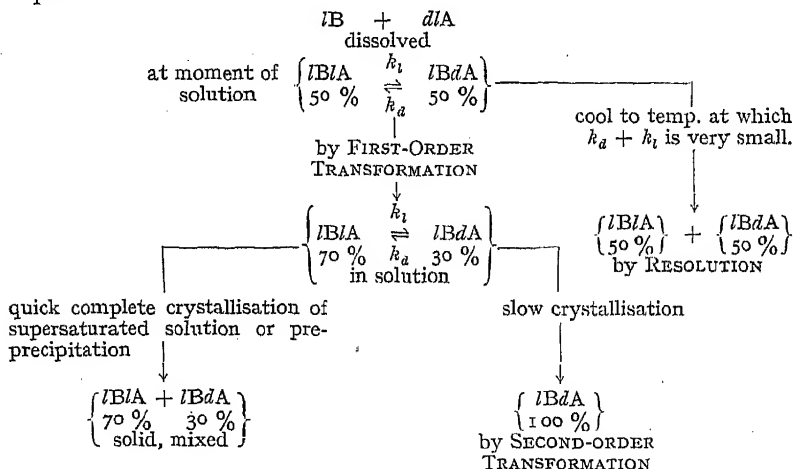 lB + dlA
dissolved
at moment of solution { lBlA 50 % k_l ⇌ k_d lBdA 50 % }
cool to temp. at which
k_d + k_l is very small.
by FIRST-ORDER
TRANSFORMATION
{ lBlA 70 % k_l ⇌ k_d lBdA 30 % }
in solution
{ lBlA 50 % } + { lBdA 50 % }
by RESOLUTION
quick complete crystallisation of
supersaturated solution or pre-
precipitation
slow crystallisation
{ lBlA + lBdA
70 % 30 %
solid, mixed }
{ lBdA
100 % }
by SECOND-ORDER
TRANSFORMATION